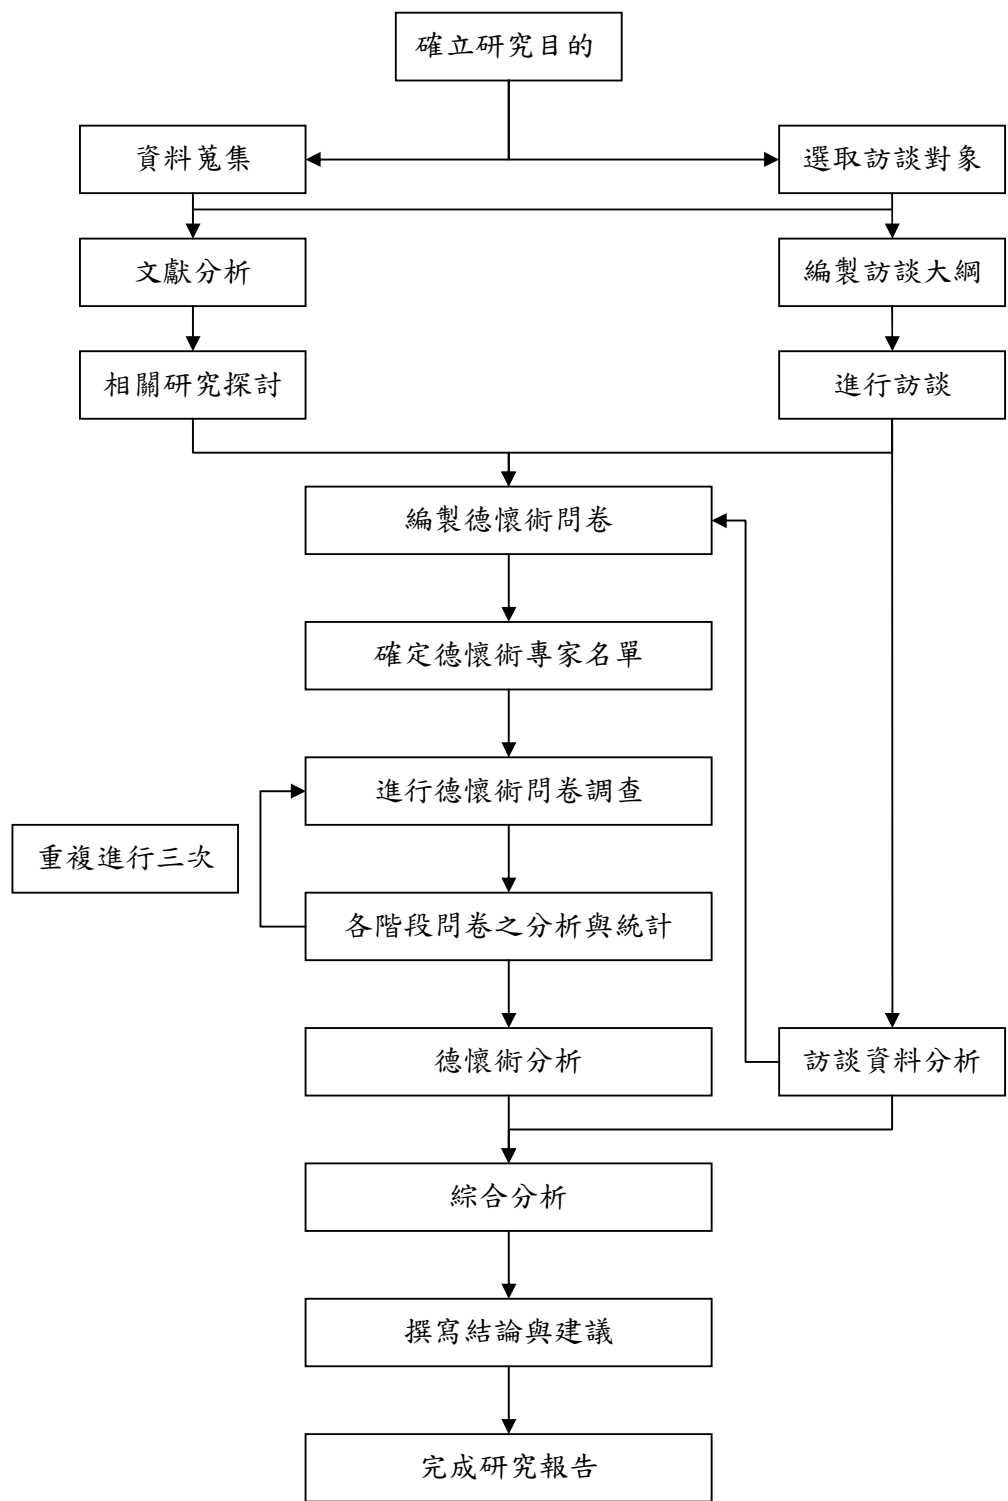 確立研究目的
資料蒐集
選取訪談對象
文獻分析
編製訪談大綱
相關研究探討
進行訪談
編製德懷術問卷
確定德懷術專家名單
進行德懷術問卷調查
重複進行三次
各階段問卷之分析與統計
德懷術分析
訪談資料分析
綜合分析
撰寫結論與建議
完成研究報告